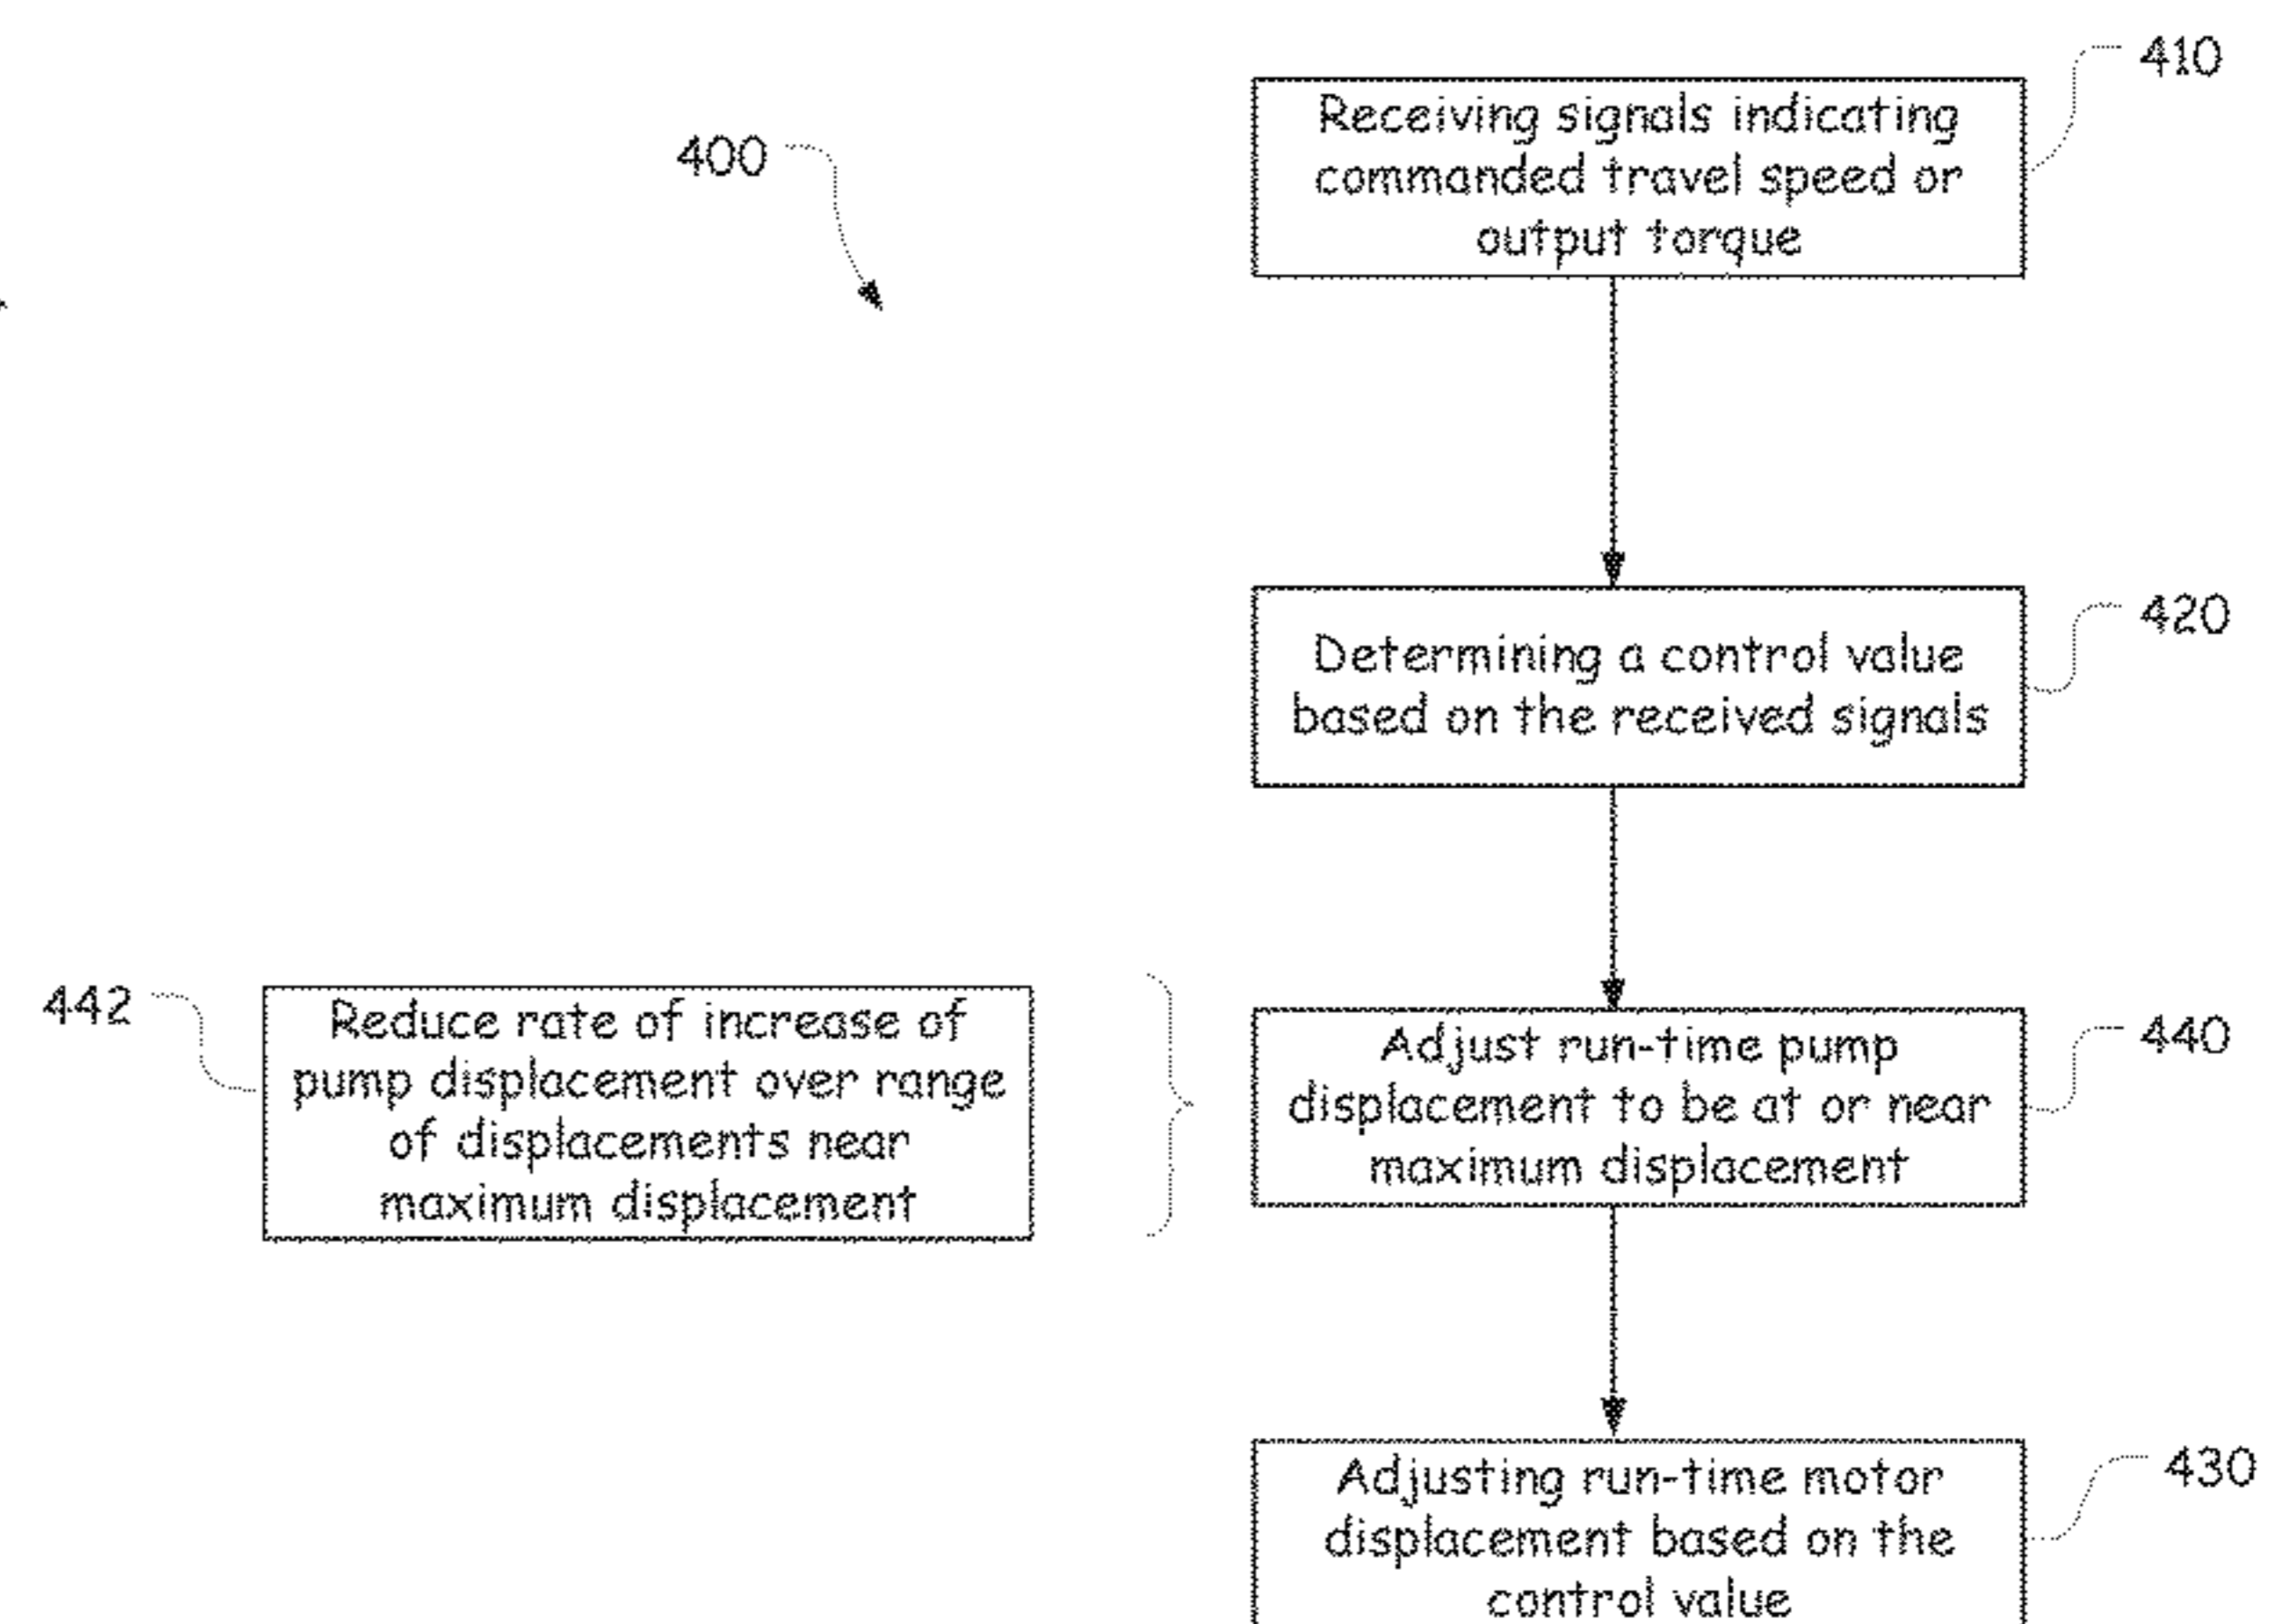 410
Receiving signals indicating
commanded travel speed or
output torque
400
420
Determining a control value
based on the received signals
442
Reduce rate of increase of
pump displacement over range
of displacements near
maximum displacement
440
Adjust run-time pump
displacement to be at or near
maximum displacement
430
Adjusting run-time motor
displacement based on the
control value